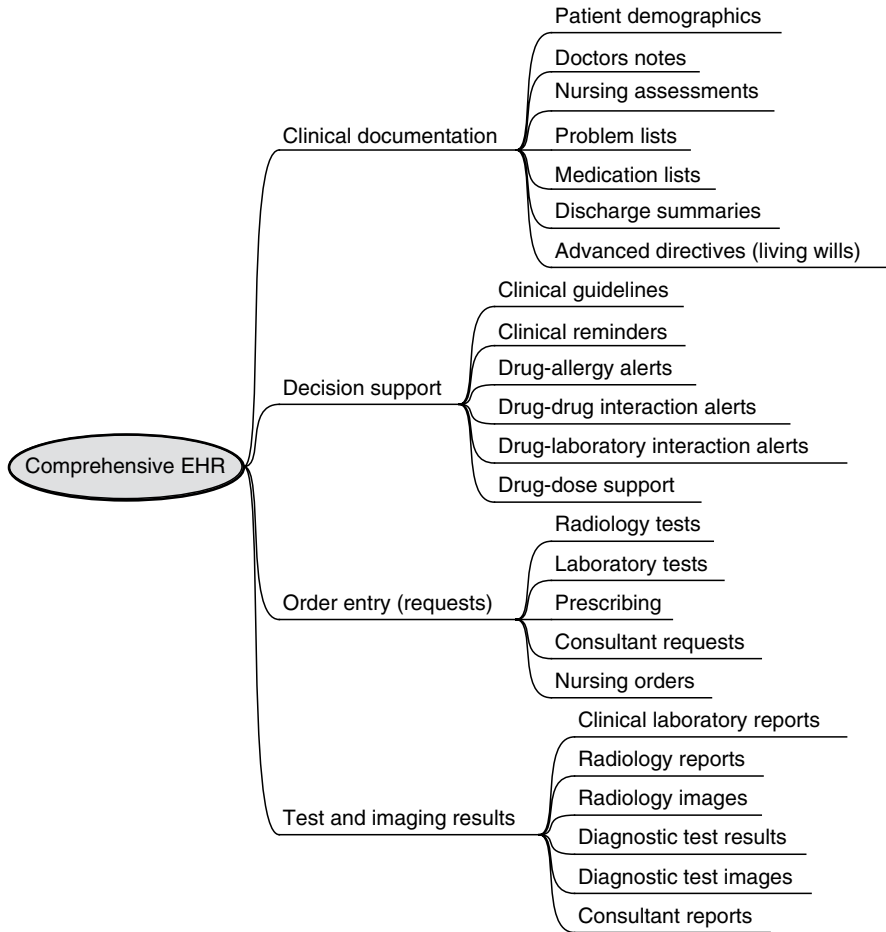 Patient demographics
Doctors notes
Nursing assessments
Clinical documentation
Problem lists
Medication lists
Discharge summaries
Advanced directives (living wills)
Clinical guidelines
Clinical reminders
Drug-allergy alerts
Decision support
Drug-drug interaction alerts
Drug-laboratory interaction alerts
Comprehensive EHR
Drug-dose support
Radiology tests
Laboratory tests
Order entry (requests)
Prescribing
Consultant requests
Nursing orders
Clinical laboratory reports
Radiology reports
Radiology images
Test and imaging results
Diagnostic test results
Diagnostic test images
Consultant reports